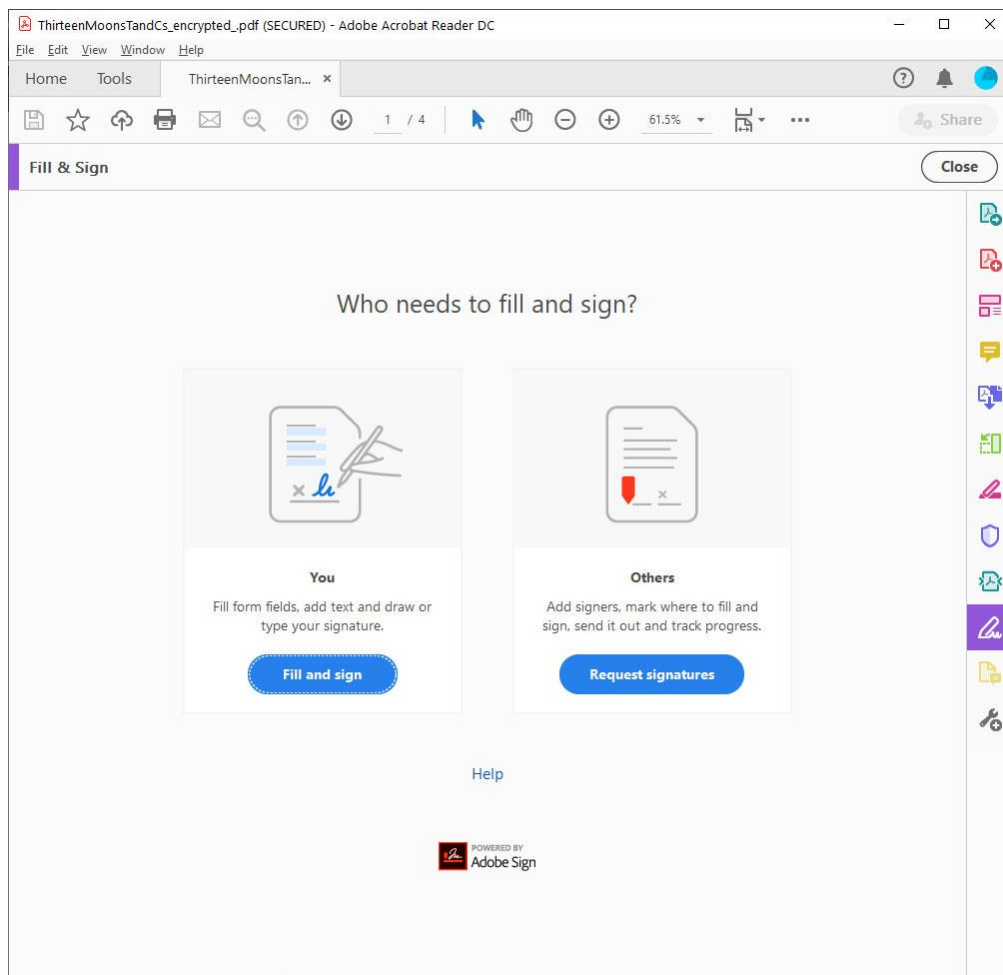 ThirteenMoonsTandCs_encrypted_.pdf (SECURED) - Adobe Acrobat Reader DC
File Edit View Window Help
Home Tools ThirteenMoonsTan... ×
1 / 4 61.5%
Share
Fill & Sign Close
Who needs to fill and sign?
You
Fill form fields, add text and draw or
type your signature.
Fill and sign
Others
Add signers, mark where to fill and
sign, send it out and track progress.
Request signatures
Help
POWERED BY
Adobe Sign